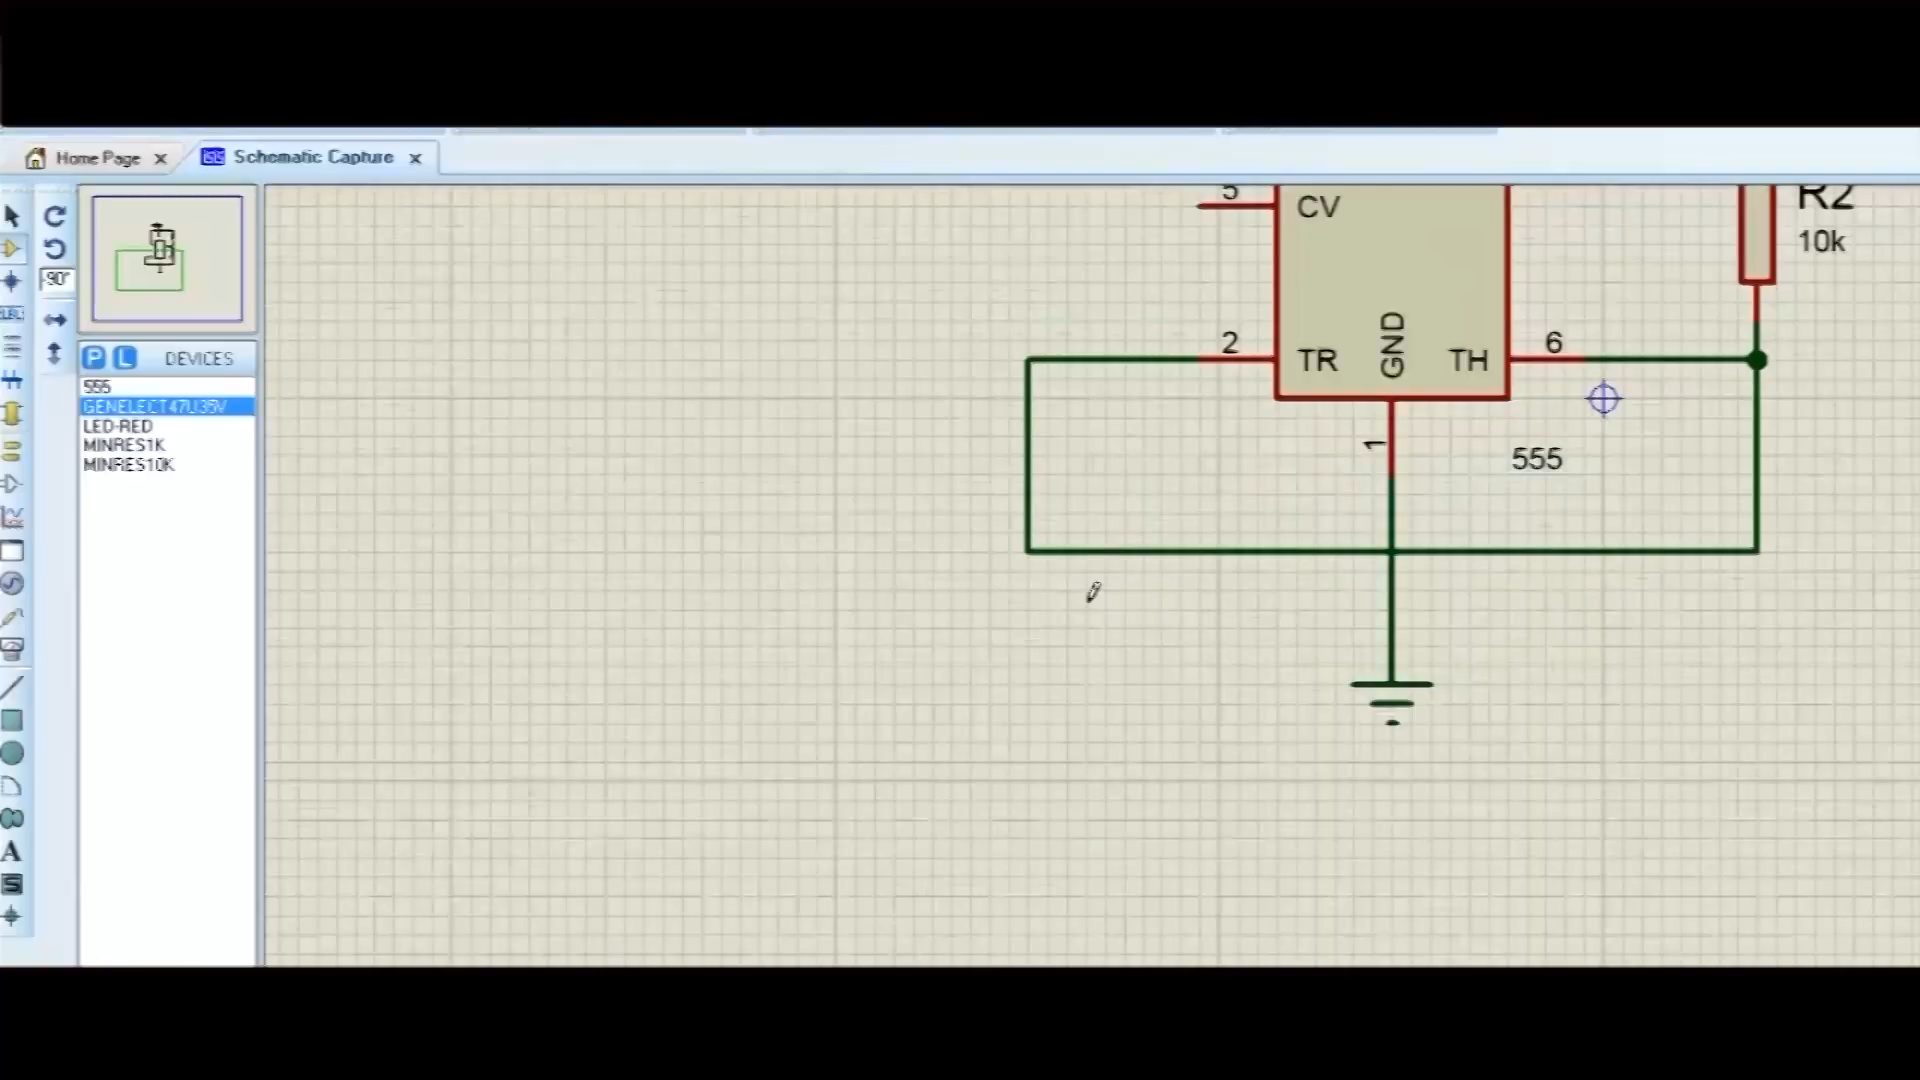 Home Page
Schematic Capture
-90°
P L DEVICES
555
GENELECT47U35V
LED-RED
MINRES1K
MINRES10K
5
CV
R2
10k
2
TR
GND
TH
6
1
555
LBL
A
S